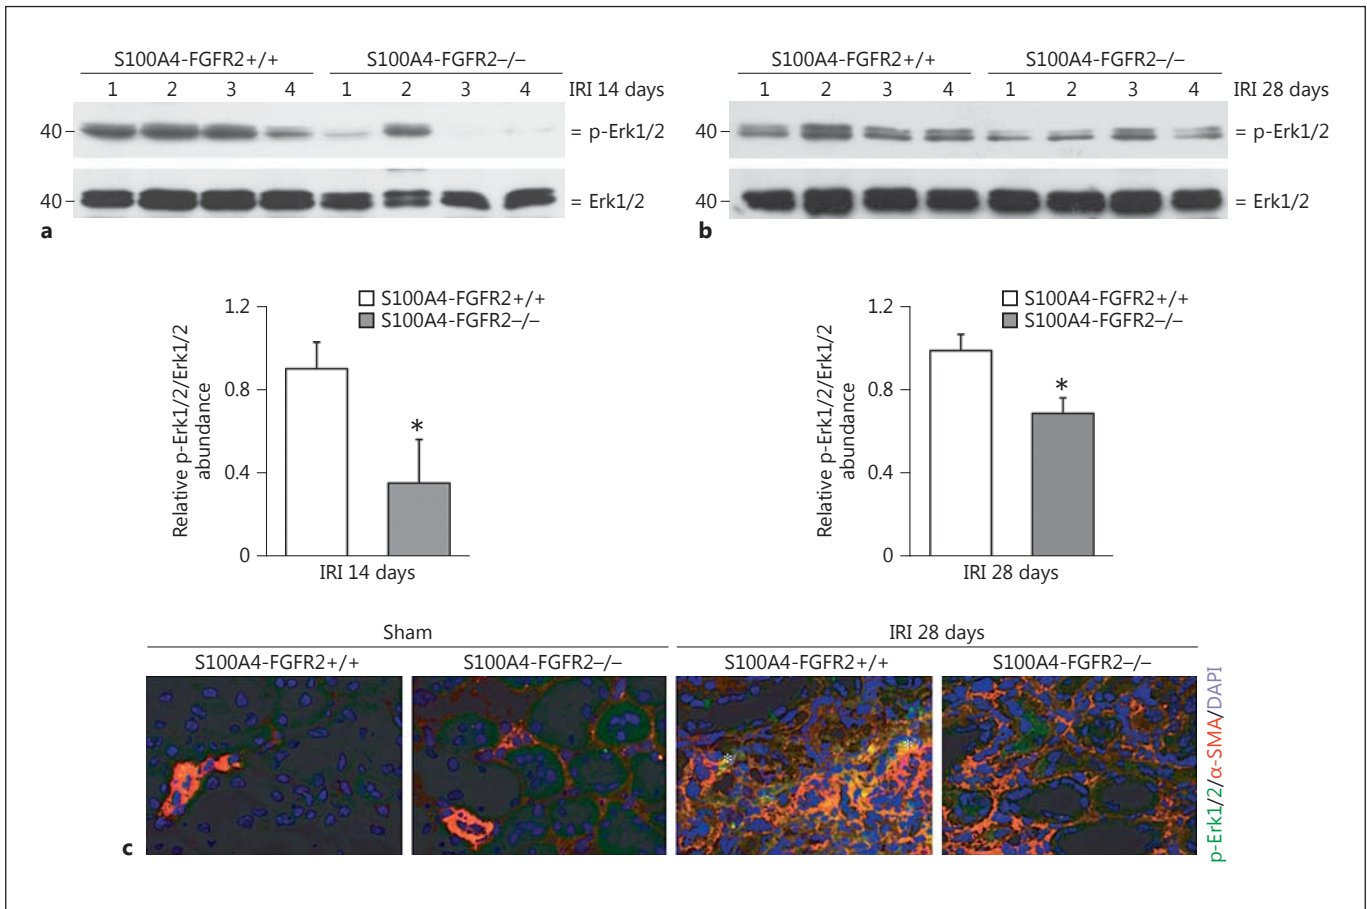 S100A4-FGFR2+/+ S100A4-FGFR2–/–
1 2 3 4 1 2 3 4 IRI 14 days
40 = p-Erk1/2
40 = Erk1/2
a
S100A4-FGFR2+/+ S100A4-FGFR2–/–
1 2 3 4 1 2 3 4 IRI 28 days
40 = p-Erk1/2
40 = Erk1/2
b
1.2
0.8
0.4
0
Relative p-Erk1/2/Erk1/2
abundance
S100A4-FGFR2+/+
S100A4-FGFR2–/–
*
IRI 14 days
1.2
0.8
0.4
0
Relative p-Erk1/2/Erk1/2
abundance
S100A4-FGFR2+/+
S100A4-FGFR2–/–
*
IRI 28 days
Sham IRI 28 days
S100A4-FGFR2+/+ S100A4-FGFR2–/– S100A4-FGFR2+/+ S100A4-FGFR2–/–
* *
p-Erk1/2/α-SMA/DAPI
c